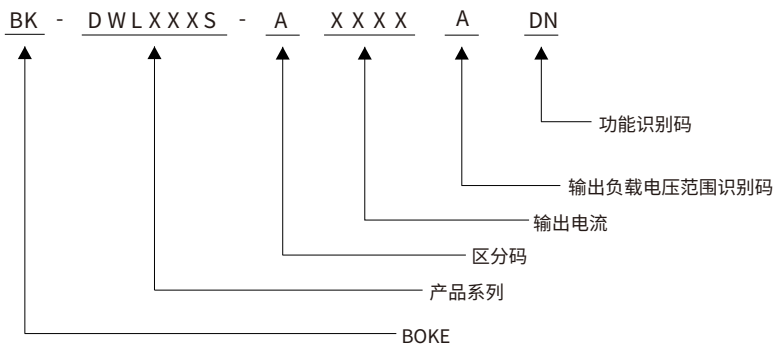 BK - DWLXXXS - A XXXX A DN
功能识别码
输出负载电压范围识别码
输出电流
区分码
产品系列
BOKE